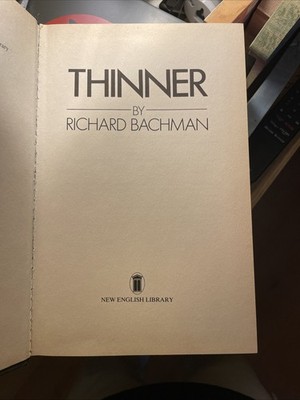 THINNER
BY
RICHARD BACHMAN
NEW ENGLISH LIBRARY